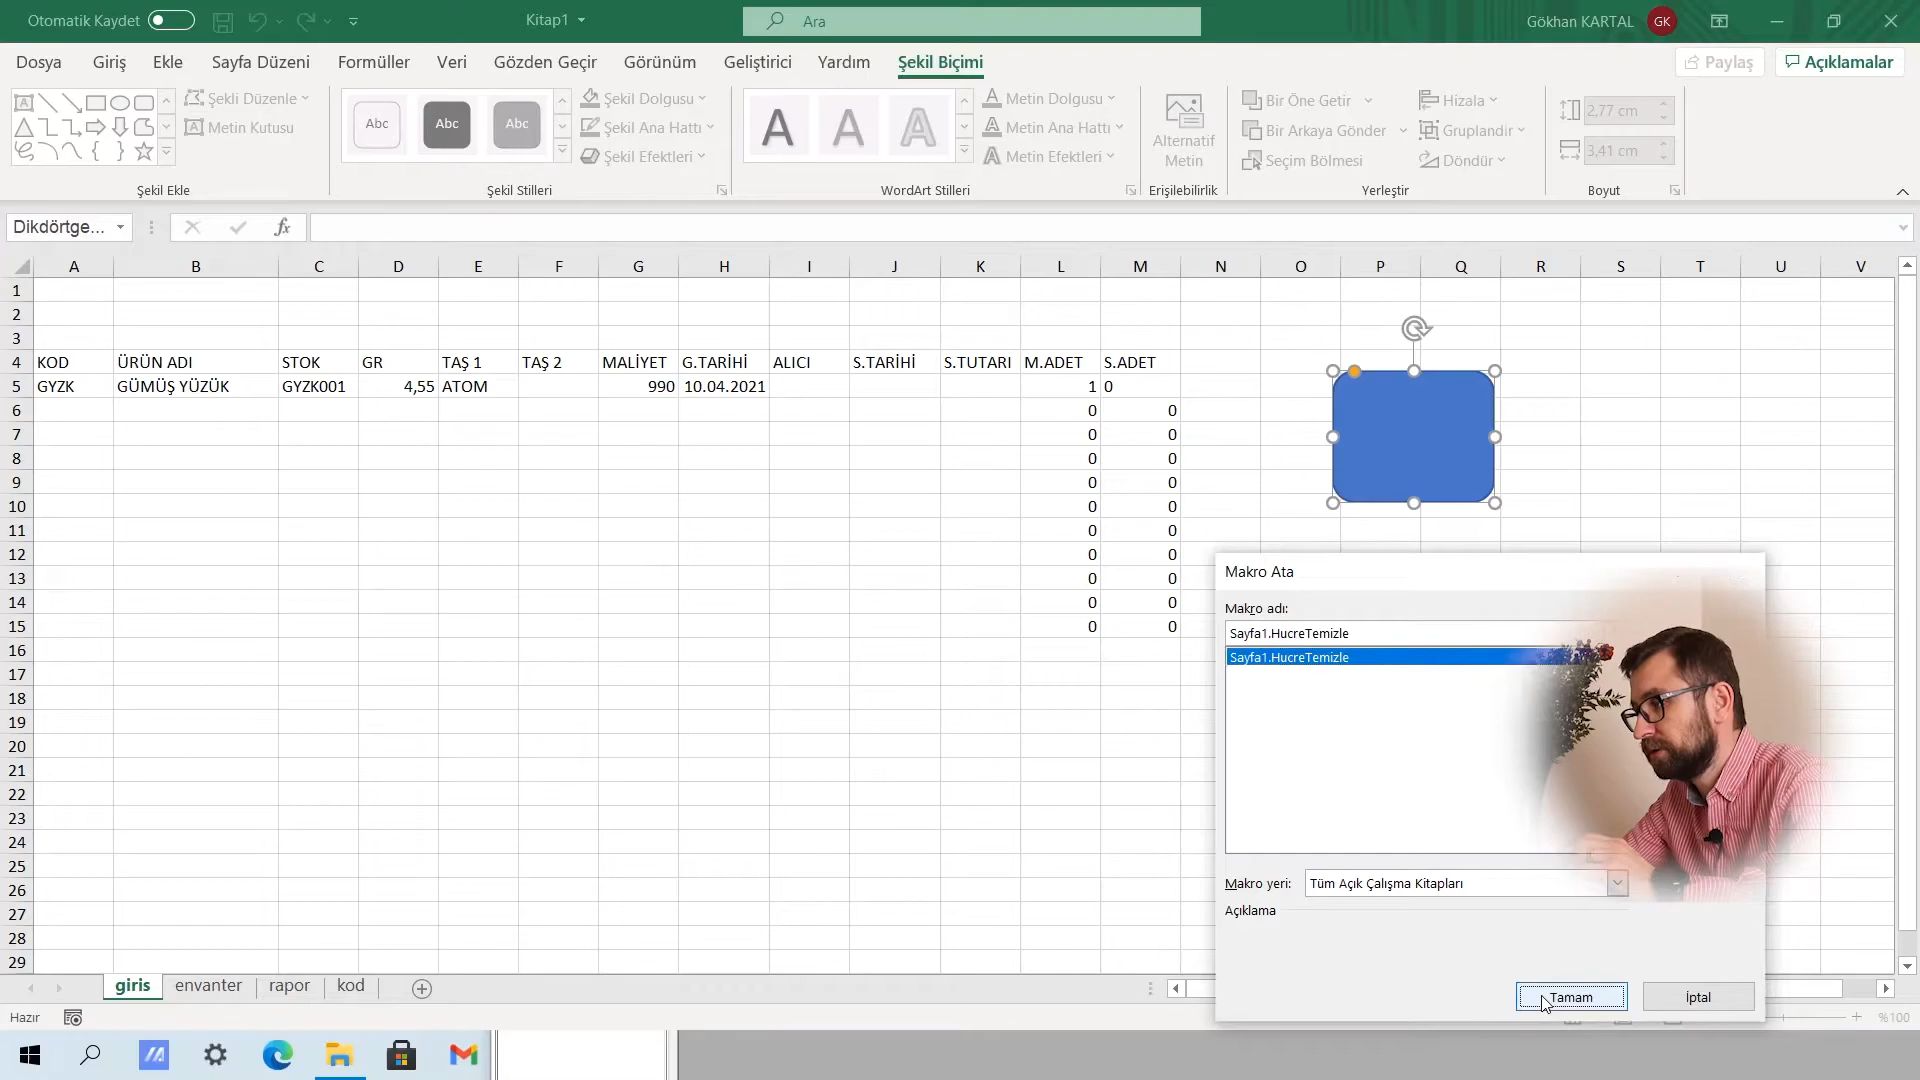 Otomatik Kaydet
Kitap1
Ara
Gökhan KARTAL
GK
Dosya Giriş Ekle Sayfa Düzeni Formüller Veri Gözden Geçir Görünüm Geliştirici Yardım Şekil Biçimi
Paylaş Açıklamalar
Şekli Düzenle
Metin Kutusu
Şekil Ekle
Abc Abc Abc
Şekil Dolgusu
Şekil Ana Hattı
Şekil Efektleri
Şekil Stilleri
A A A
Metin Dolgusu
Metin Ana Hattı
Metin Efektleri
WordArt Stilleri
Alternatif
Metin
Erişilebilirlik
Bir Öne Getir
Bir Arkaya Gönder
Seçim Bölmesi
Hizala
Gruplandır
Döndür
Yerleştir
2,77 cm
3,41 cm
Boyut
Dikdörtge...
fx
A B C D E F G H I J K L M N O P Q R S T U V
1
2
3
4 KOD ÜRÜN ADI STOK GR TAŞ 1 TAŞ 2 MALİYET G.TARİHİ ALICI S.TARİHİ S.TUTARI M.ADET S.ADET
5 GYZK GÜMÜŞ YÜZÜK GYZK001 4,55 ATOM 990 10.04.2021 1 0
6 0 0
7 0 0
8 0 0
9 0 0
10 0 0
11 0 0
12 0 0
13 0 0
14 0 0
15 0 0
16
17
18
19
20
21
22
23
24
25
26
27
28
29
Makro Ata
Makro adı:
Sayfa1.HucreTemizle
Sayfa1.HucreTemizle
Makro yeri: Tüm Açık Çalışma Kitapları
Açıklama
Tamam İptal
giris envanter rapor kod
Hazır
%100